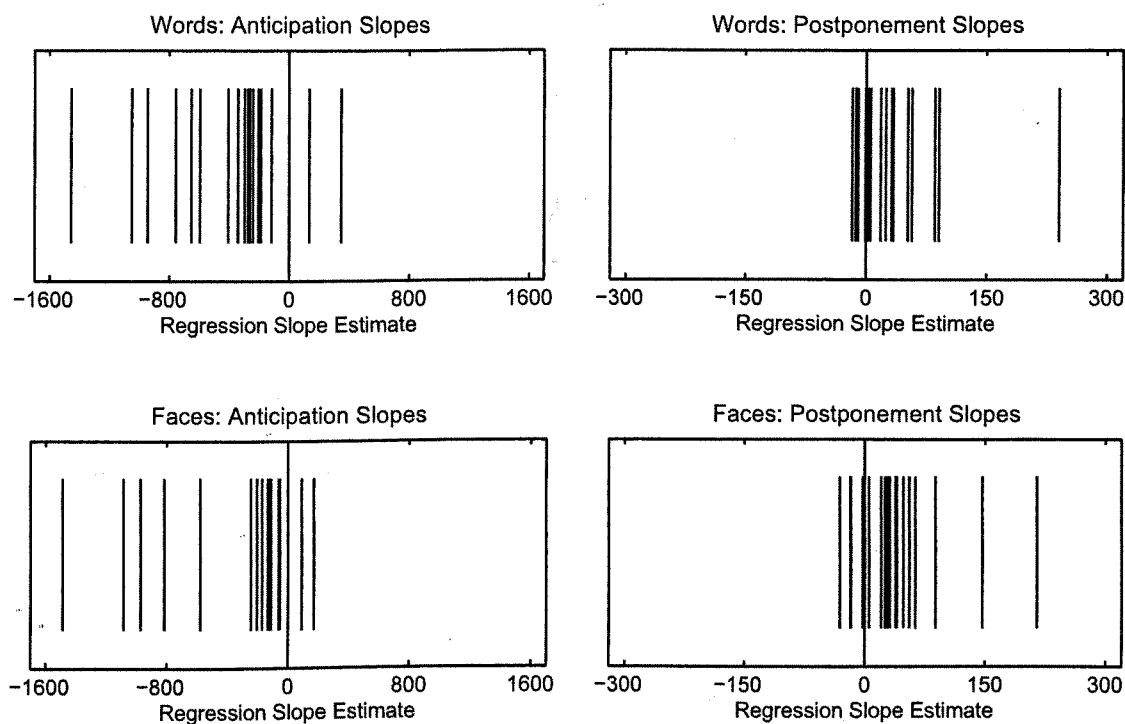 Words: Anticipation Slopes
−1600 −800 0 800 1600
Regression Slope Estimate
Words: Postponement Slopes
−300 −150 0 150 300
Regression Slope Estimate
Faces: Anticipation Slopes
−1600 −800 0 800 1600
Regression Slope Estimate
Faces: Postponement Slopes
−300 −150 0 150 300
Regression Slope Estimate